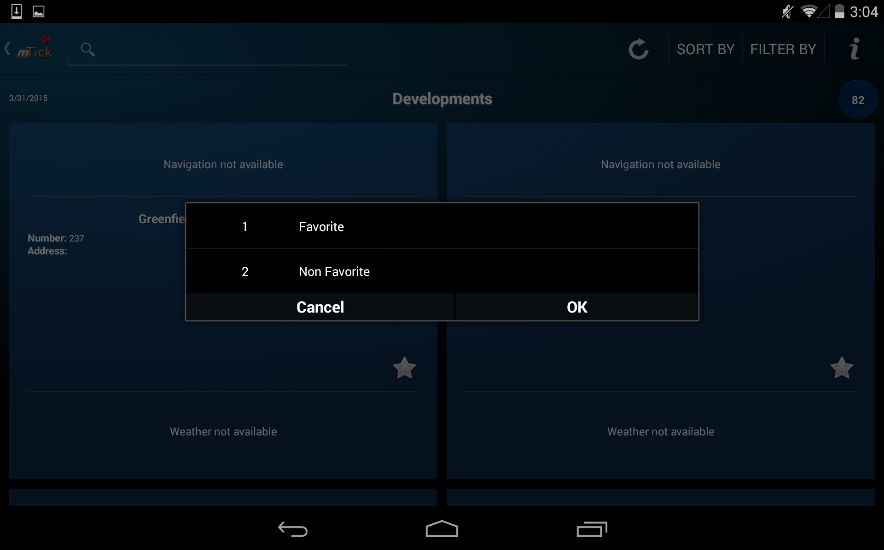 3:04
mTick
SORT BY
FILTER BY
i
3/31/2015
Developments
82
Navigation not available
Navigation not available
Greenfie
Number: 237
Address:
1 Favorite
2 Non Favorite
Cancel
OK
Weather not available
Weather not available